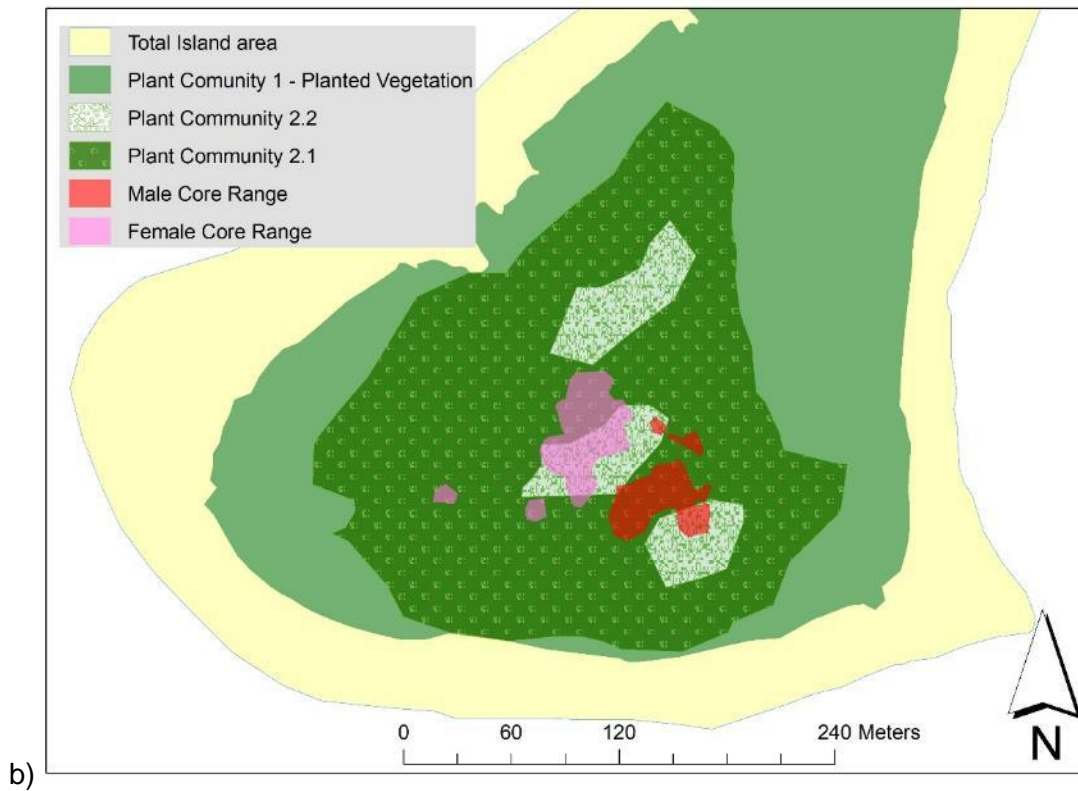 Total Island area
Plant Comunity 1 - Planted Vegetation
Plant Community 2.2
Plant Community 2.1
Male Core Range
Female Core Range
0 60 120 240 Meters
N
b)